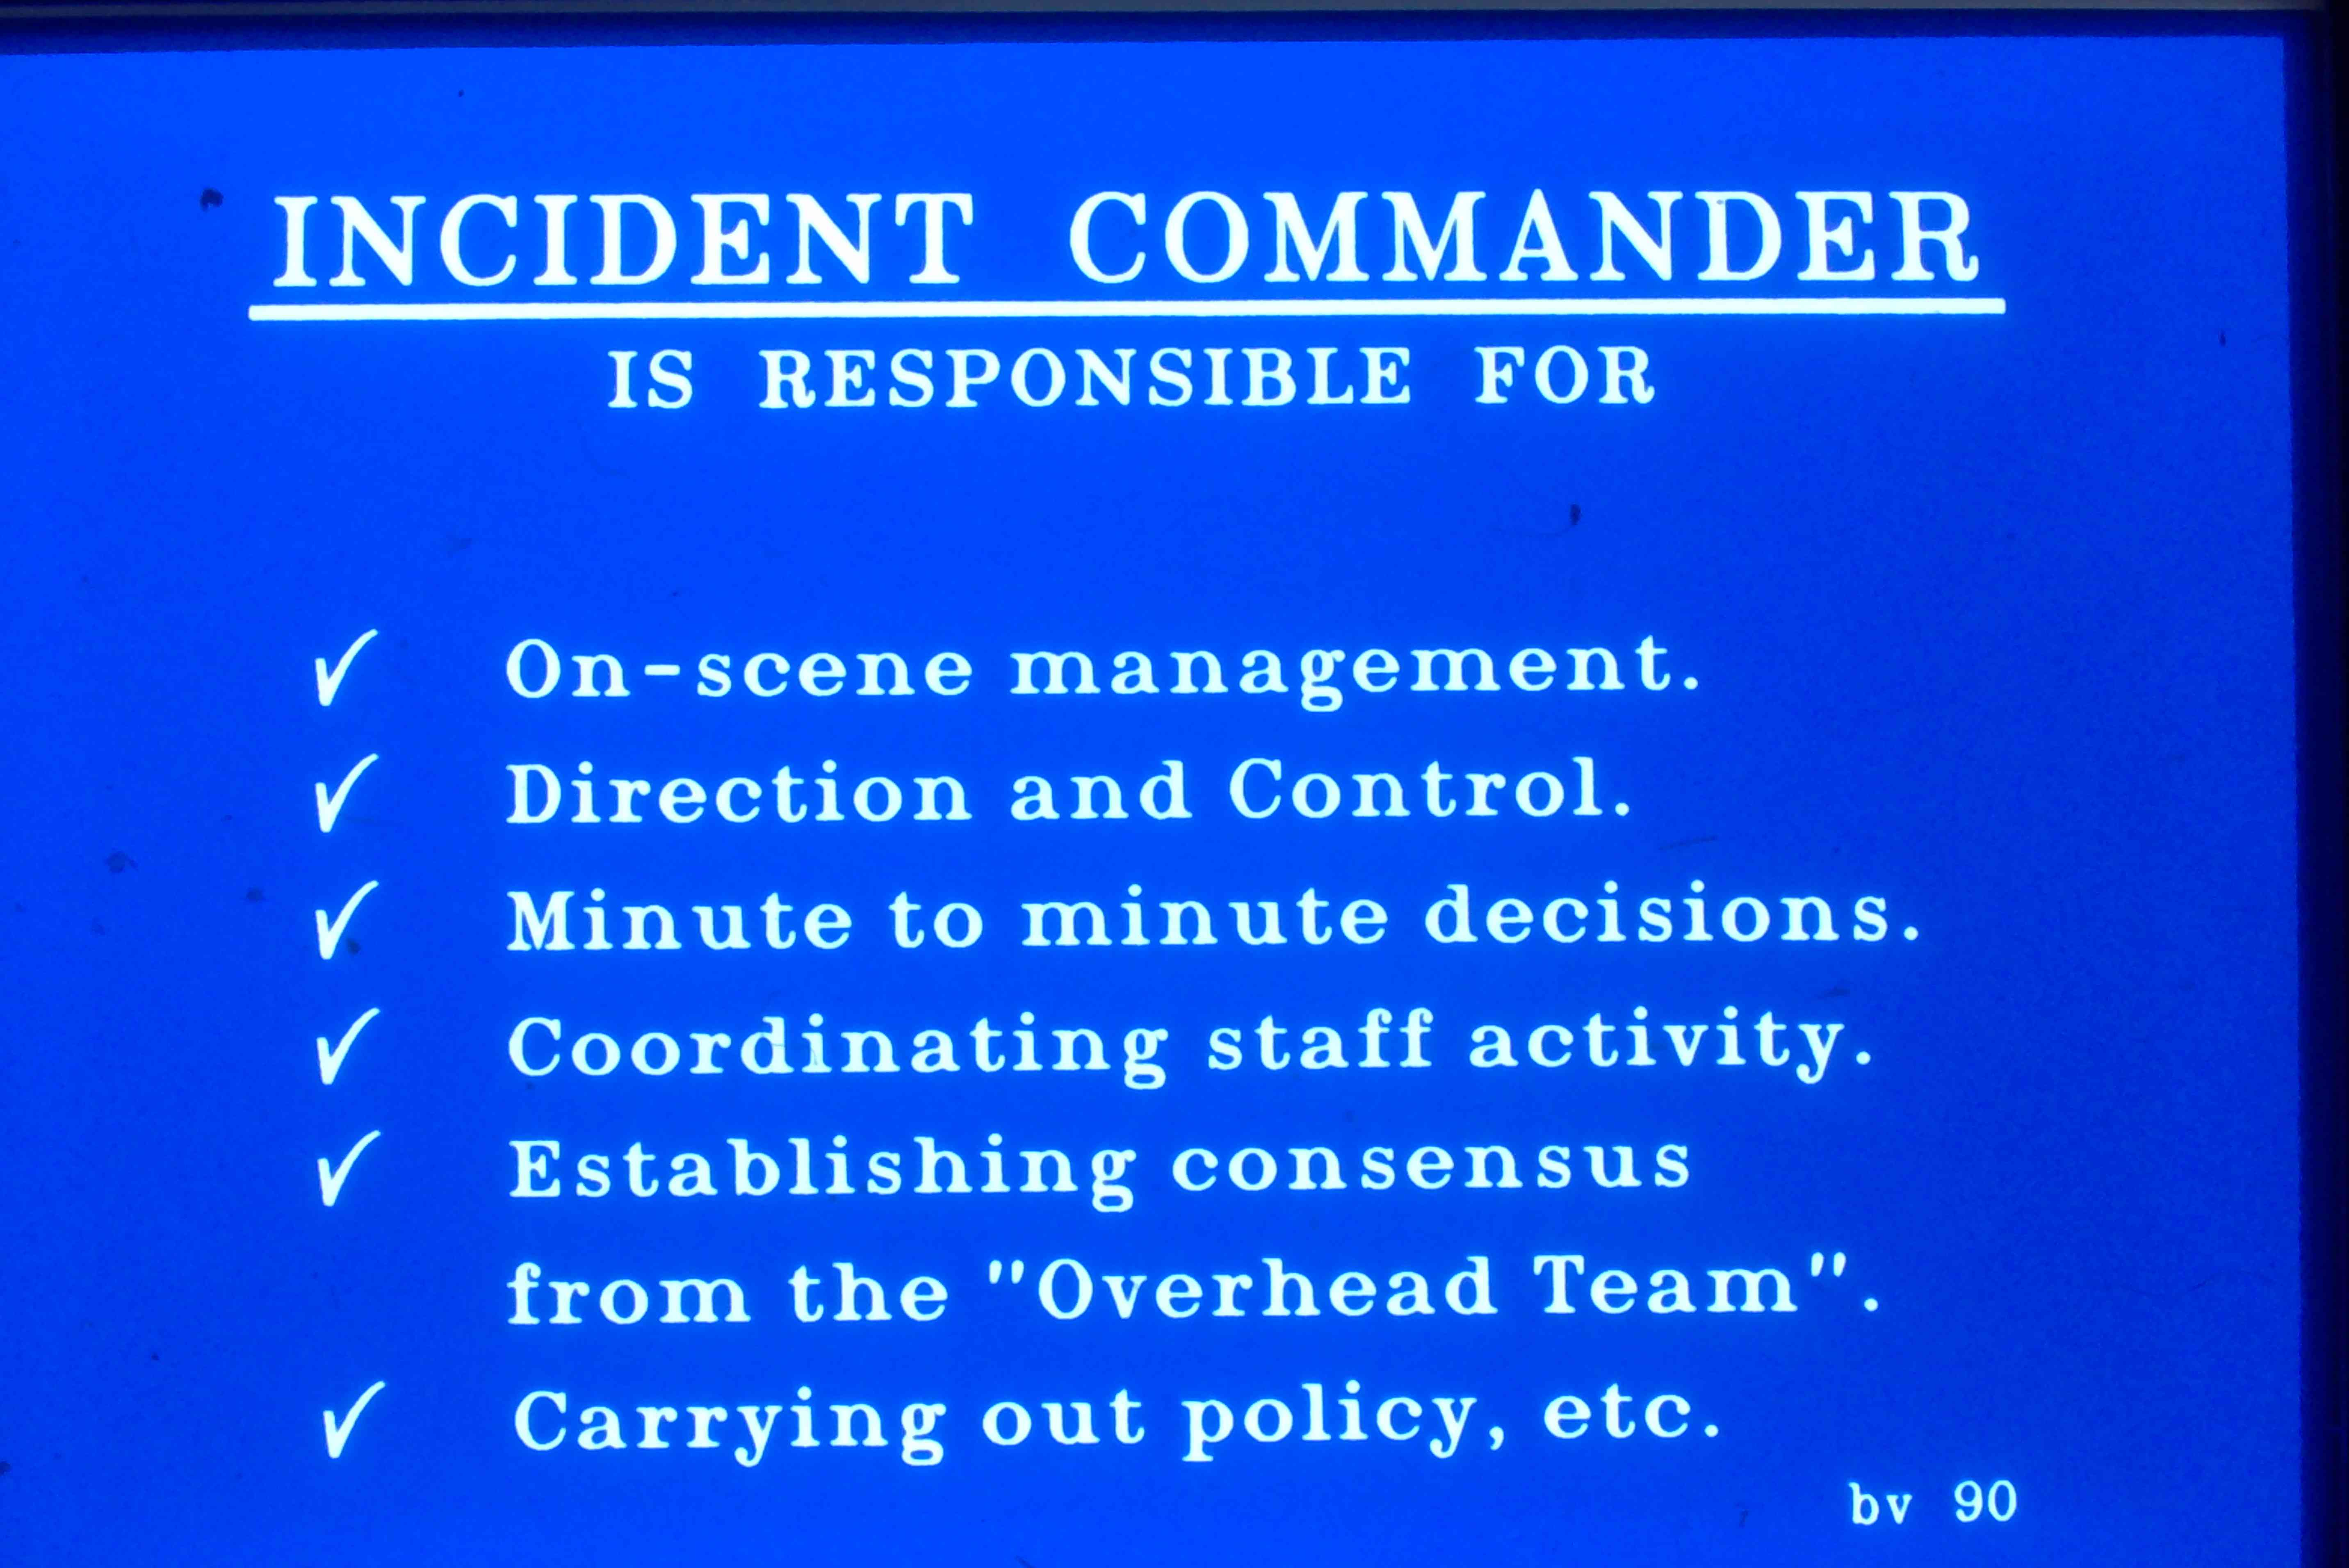 INCIDENT COMMANDER
IS RESPONSIBLE FOR
✓ On-scene management.
✓ Direction and Control.
✓ Minute to minute decisions.
✓ Coordinating staff activity.
✓ Establishing consensus
from the "Overhead Team".
✓ Carrying out policy, etc.
bv 90